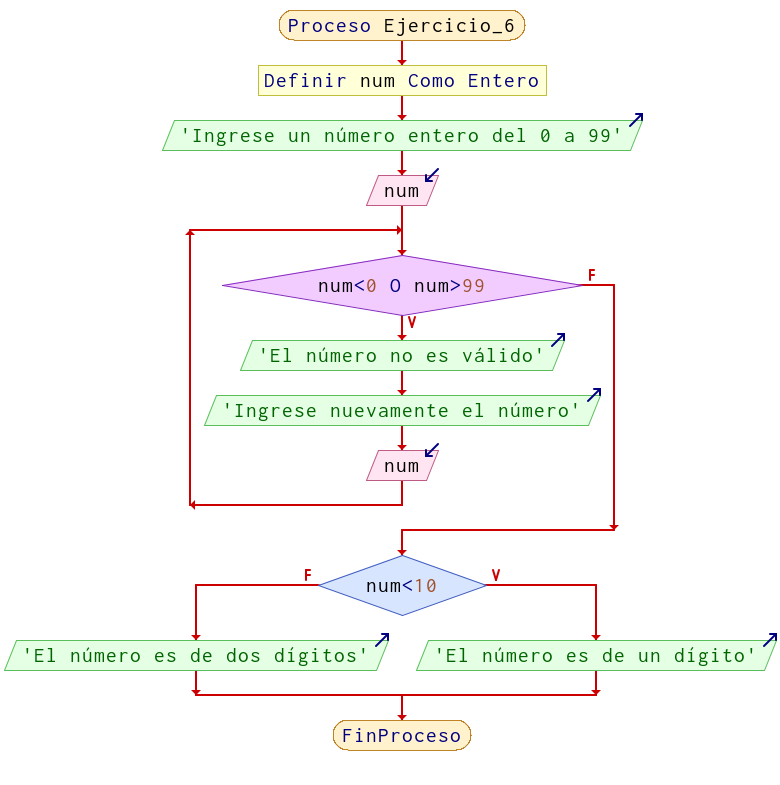 Proceso Ejercicio_6
Definir num Como Entero
'Ingrese un número entero del 0 a 99'
num
num<0 O num>99
F
V
'El número no es válido'
'Ingrese nuevamente el número'
num
F
V
num<10
'El número es de dos dígitos'
'El número es de un dígito'
FinProceso